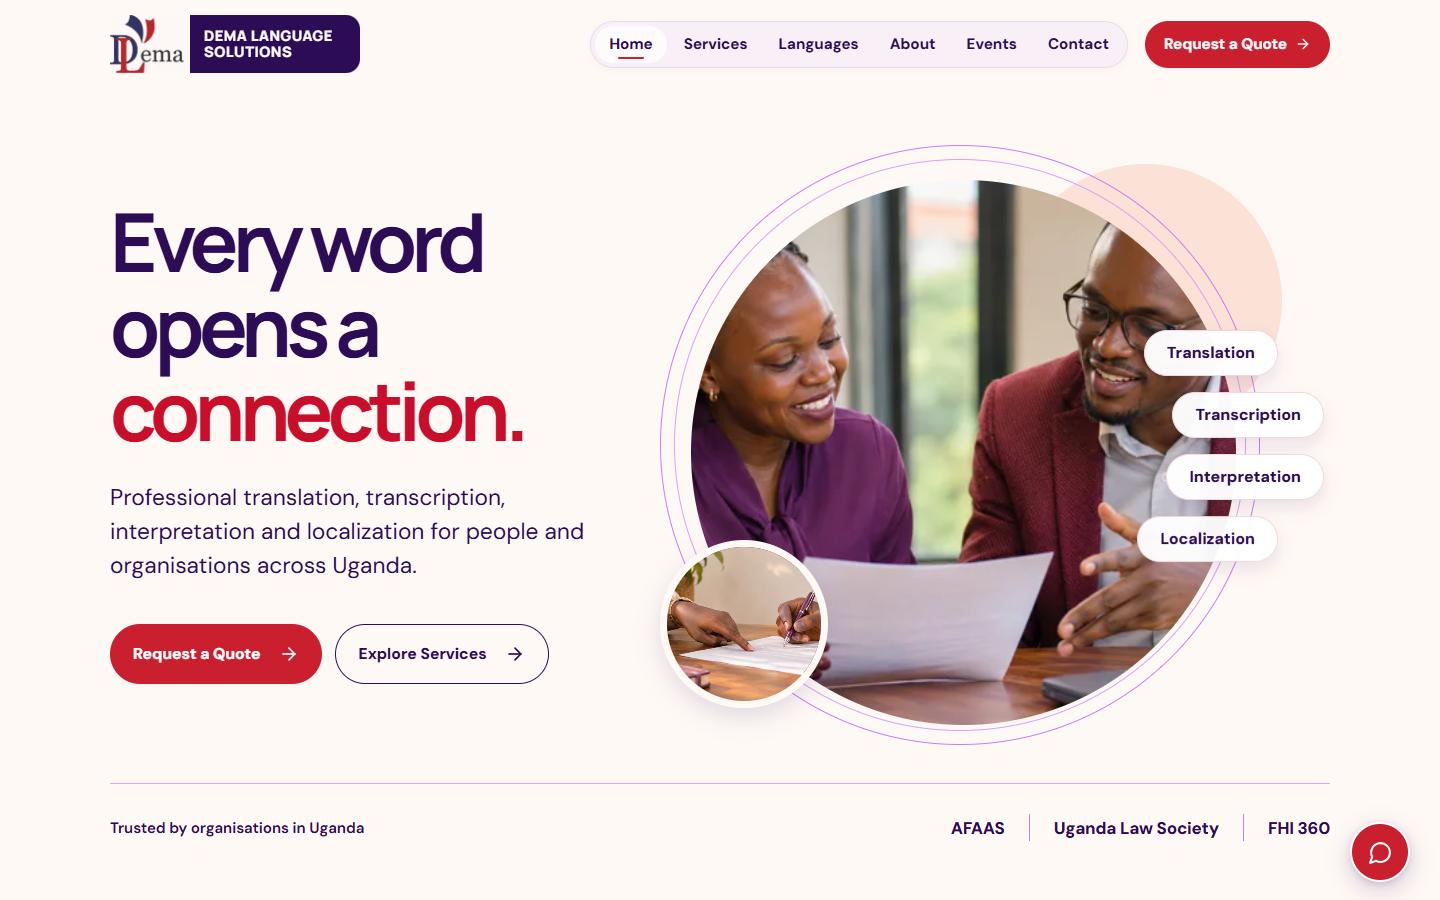 Dema
DEMA LANGUAGE
SOLUTIONS
Home
Services
Languages
About
Events
Contact
Request a Quote
Every word
opens a
connection.
Professional translation, transcription,
interpretation and localization for people and
organisations across Uganda.
Request a Quote
Explore Services
Translation
Transcription
Interpretation
Localization
Trusted by organisations in Uganda
AFAAS
Uganda Law Society
FHI 360